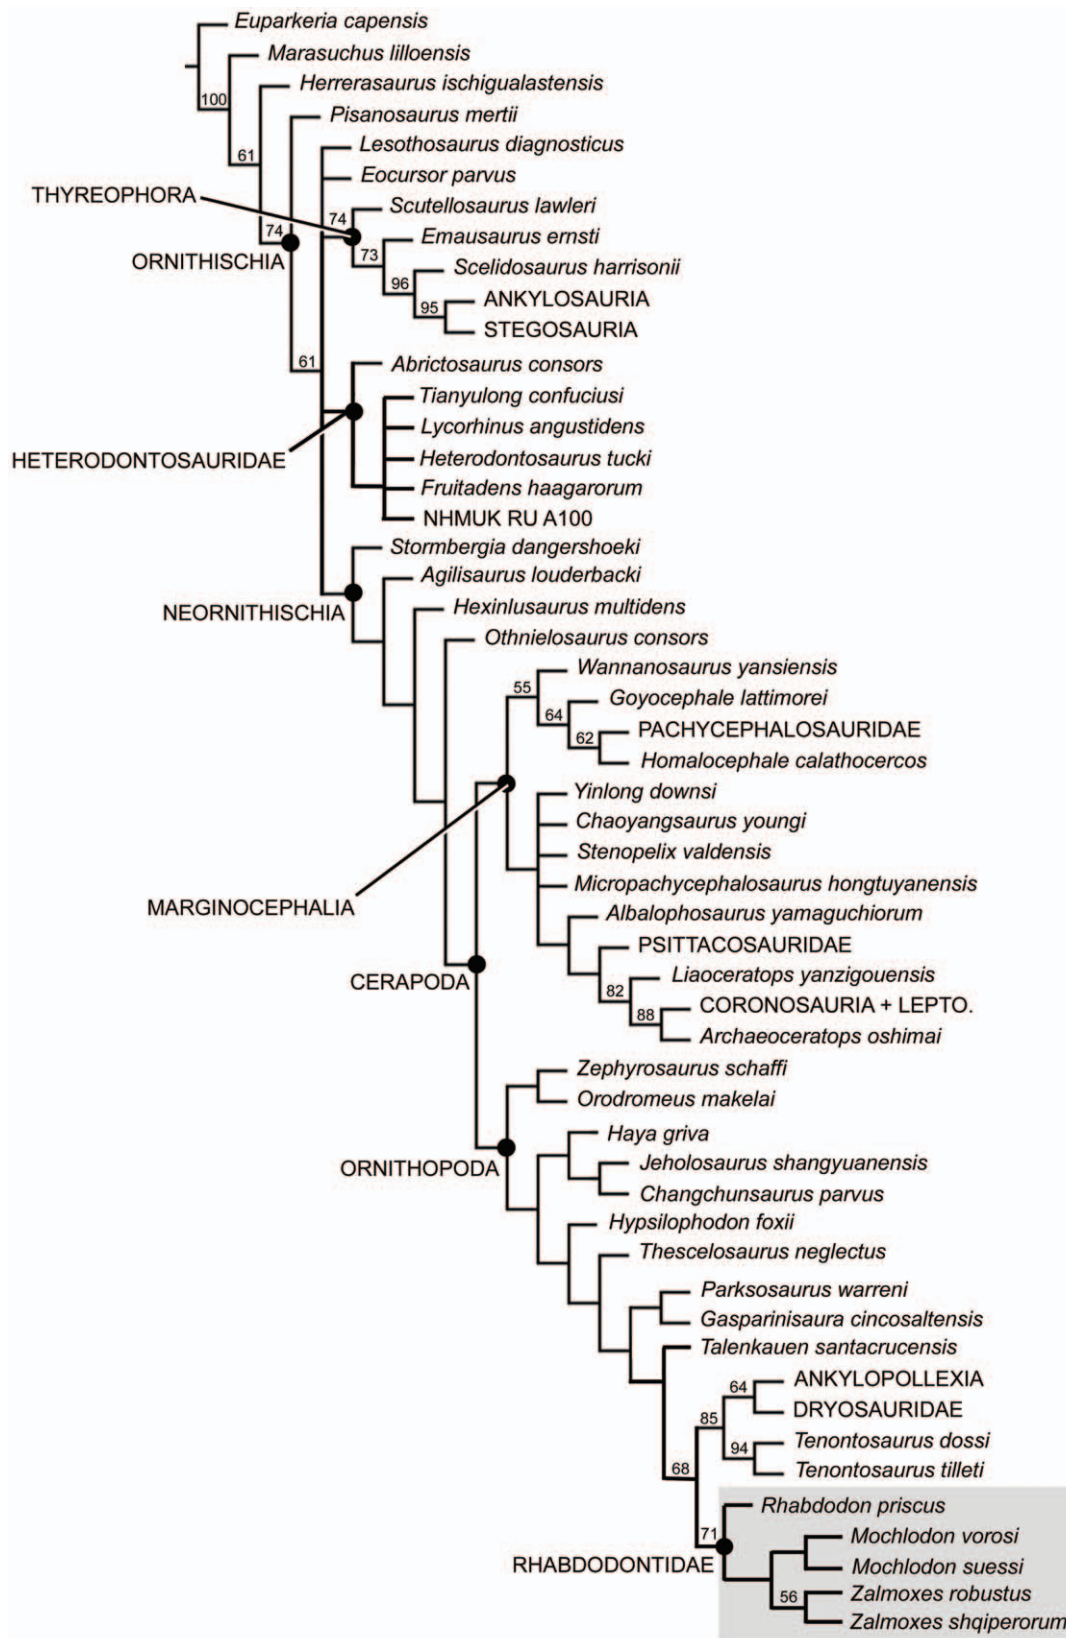 Euparkeria capensis
Marasuchus lilloensis
Herrerasaurus ischigualastensis
100
Pisanosaurus mertii
Lesothosaurus diagnosticus
61
Eocursor parvus
THYREOPHORA
Scutellosaurus lawleri
74
74
Emausaurus ernsti
ORNITHISCHIA
73
Scelidosaurus harrisonii
96
ANKYLOSAURIA
95
STEGOSAURIA
61
Abrictosaurus consors
Tianyulong confuciusi
Lycorhinus angustidens
HETERODONTOSAURIDAE
Heterodontosaurus tucki
Fruitadens haagarorum
NHMUK RU A100
Stormbergia dangershoeki
Agilisaurus louderbacki
NEORNITHISCHIA
Hexinlusaurus multidens
Othnielosaurus consors
Wannanosaurus yansiensis
55
Goyocephale lattimorei
64
PACHYCEPHALOSAURIDAE
62
Homalocephale calathocercos
Yinlong downsi
Chaoyangsaurus youngi
Stenopelix valdensis
Micropachycephalosaurus hongtuyanensis
MARGINOCEPHALIA
Albalophosaurus yamaguchiorum
PSITTACOSAURIDAE
CERAPODA
Liaoceratops yanzigouensis
82
CORONOSAURIA + LEPTO.
88
Archaeoceratops oshimai
Zephyrosaurus schaffi
Orodromeus makelai
Haya griva
ORNITHOPODA
Jeholosaurus shangyuanensis
Changchunsaurus parvus
Hypsilophodon foxii
Thescelosaurus neglectus
Parksosaurus warreni
Gasparinisaura cincosaltensis
Talenkauen santacrucensis
ANKYLOPOLLEXIA
64
DRYOSAURIDAE
85
Tenontosaurus dossi
94
Tenontosaurus tilleti
68
Rhabdodon priscus
71
Mochlodon vorosi
RHABDODONTIDAE
Mochlodon suessi
56
Zalmoxes robustus
Zalmoxes shqiperorum